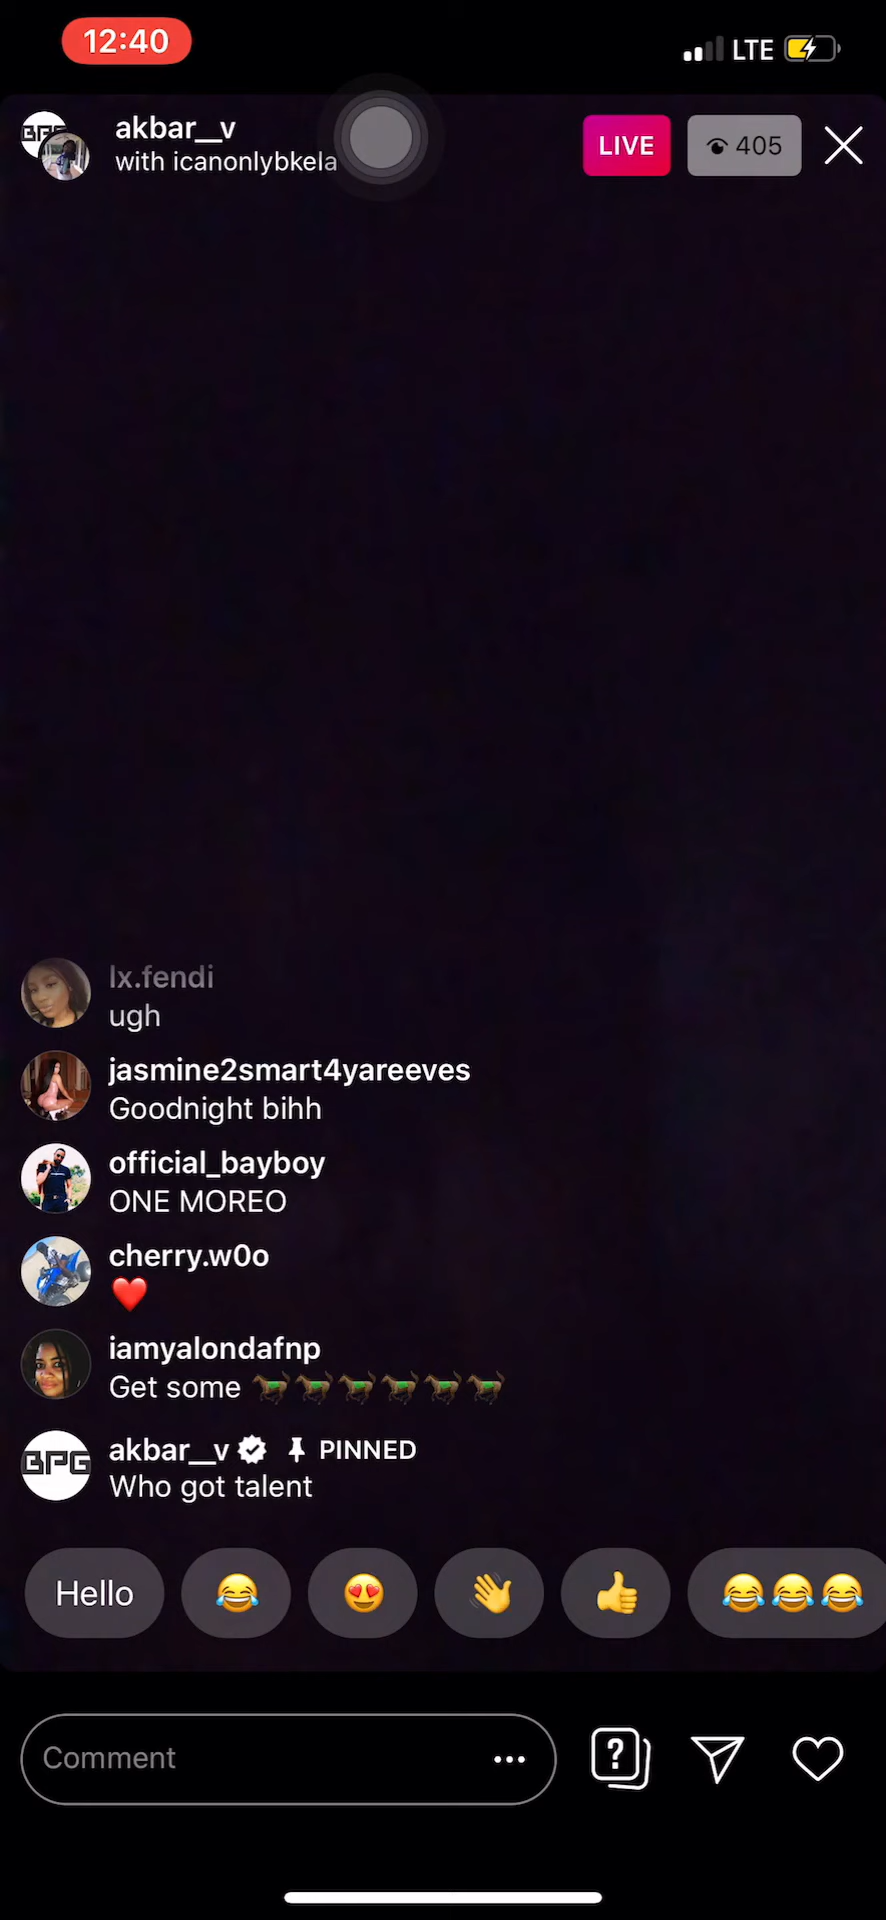 12:40
LTE
akbar__v
with icanonlybkela
LIVE
405
lx.fendi
ugh
jasmine2smart4yareeves
Goodnight bihh
official_bayboy
ONE MOREO
cherry.w0o
❤️
iamyalondafnp
Get some 🐎🐎🐎🐎🐎🐎
BPG
akbar__v PINNED
Who got talent
Hello 😂 😍 👋 👍 😂😂😂
Comment